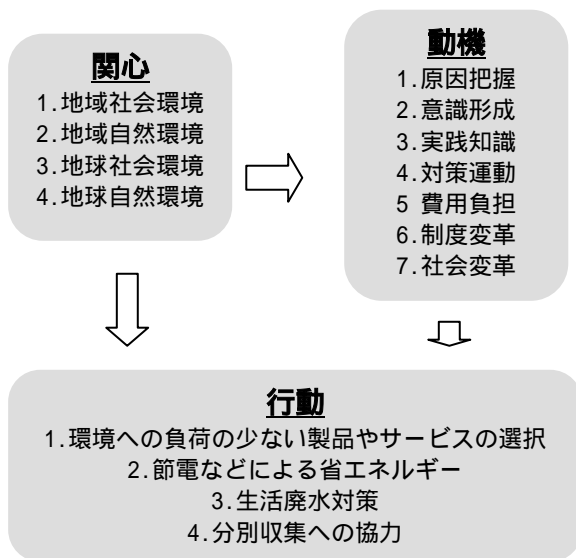 関心
1.地域社会環境
2.地域自然環境
3.地球社会環境
4.地球自然環境
動機
1.原因把握
2.意識形成
3.実践知識
4.対策運動
5 費用負担
6.制度変革
7.社会変革
行動
1.環境への負荷の少ない製品やサービスの選択
2.節電などによる省エネルギー
3.生活廃水対策
4.分別収集への協力